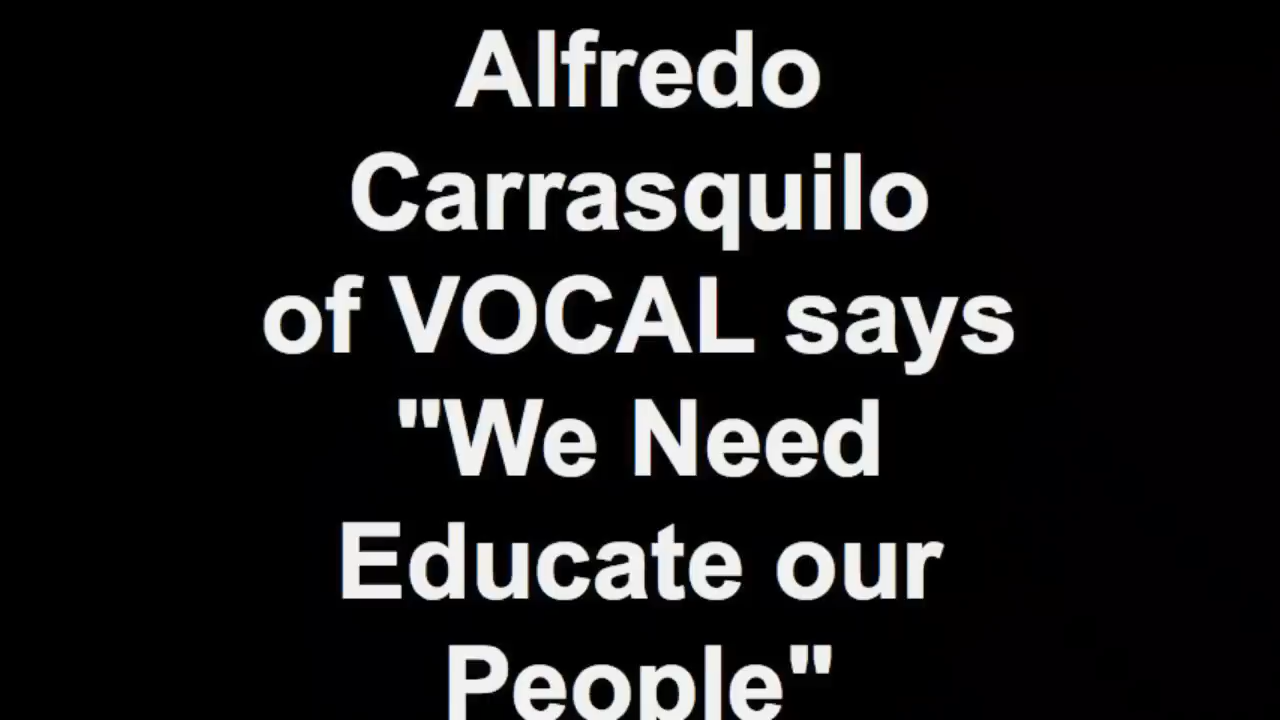 Alfredo
Carrasquilo
of VOCAL says
"We Need
Educate our
People"